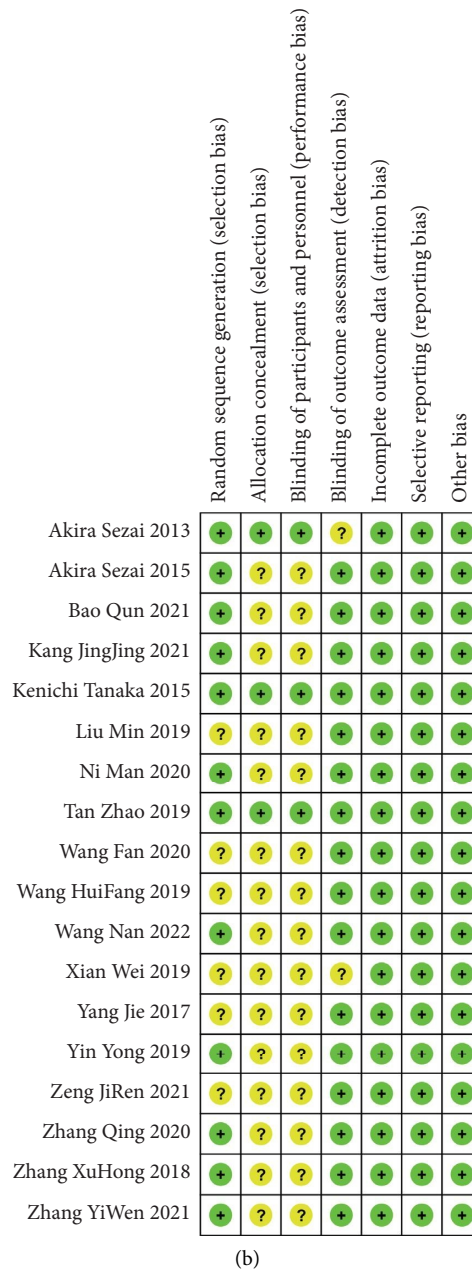 Random sequence generation (selection bias)
Allocation concealment (selection bias)
Blinding of participants and personnel (performance bias)
Blinding of outcome assessment (detection bias)
Incomplete outcome data (attrition bias)
Selective reporting (reporting bias)
Other bias
Akira Sezai 2013 + + + ? + + +
Akira Sezai 2015 + ? ? + + + +
Bao Qun 2021 + ? ? + + + +
Kang JingJing 2021 + ? ? + + + +
Kenichi Tanaka 2015 + + + + + + +
Liu Min 2019 ? ? ? + + + +
Ni Man 2020 + ? ? + + + +
Tan Zhao 2019 + + + + + + +
Wang Fan 2020 ? ? ? + + + +
Wang HuiFang 2019 ? ? ? + + + +
Wang Nan 2022 + ? ? + + + +
Xian Wei 2019 ? ? ? ? + + +
Yang Jie 2017 ? ? ? + + + +
Yin Yong 2019 + ? ? + + + +
Zeng JiRen 2021 ? ? ? + + + +
Zhang Qing 2020 + ? ? + + + +
Zhang XuHong 2018 + ? ? + + + +
Zhang YiWen 2021 + ? ? + + + +
(b)